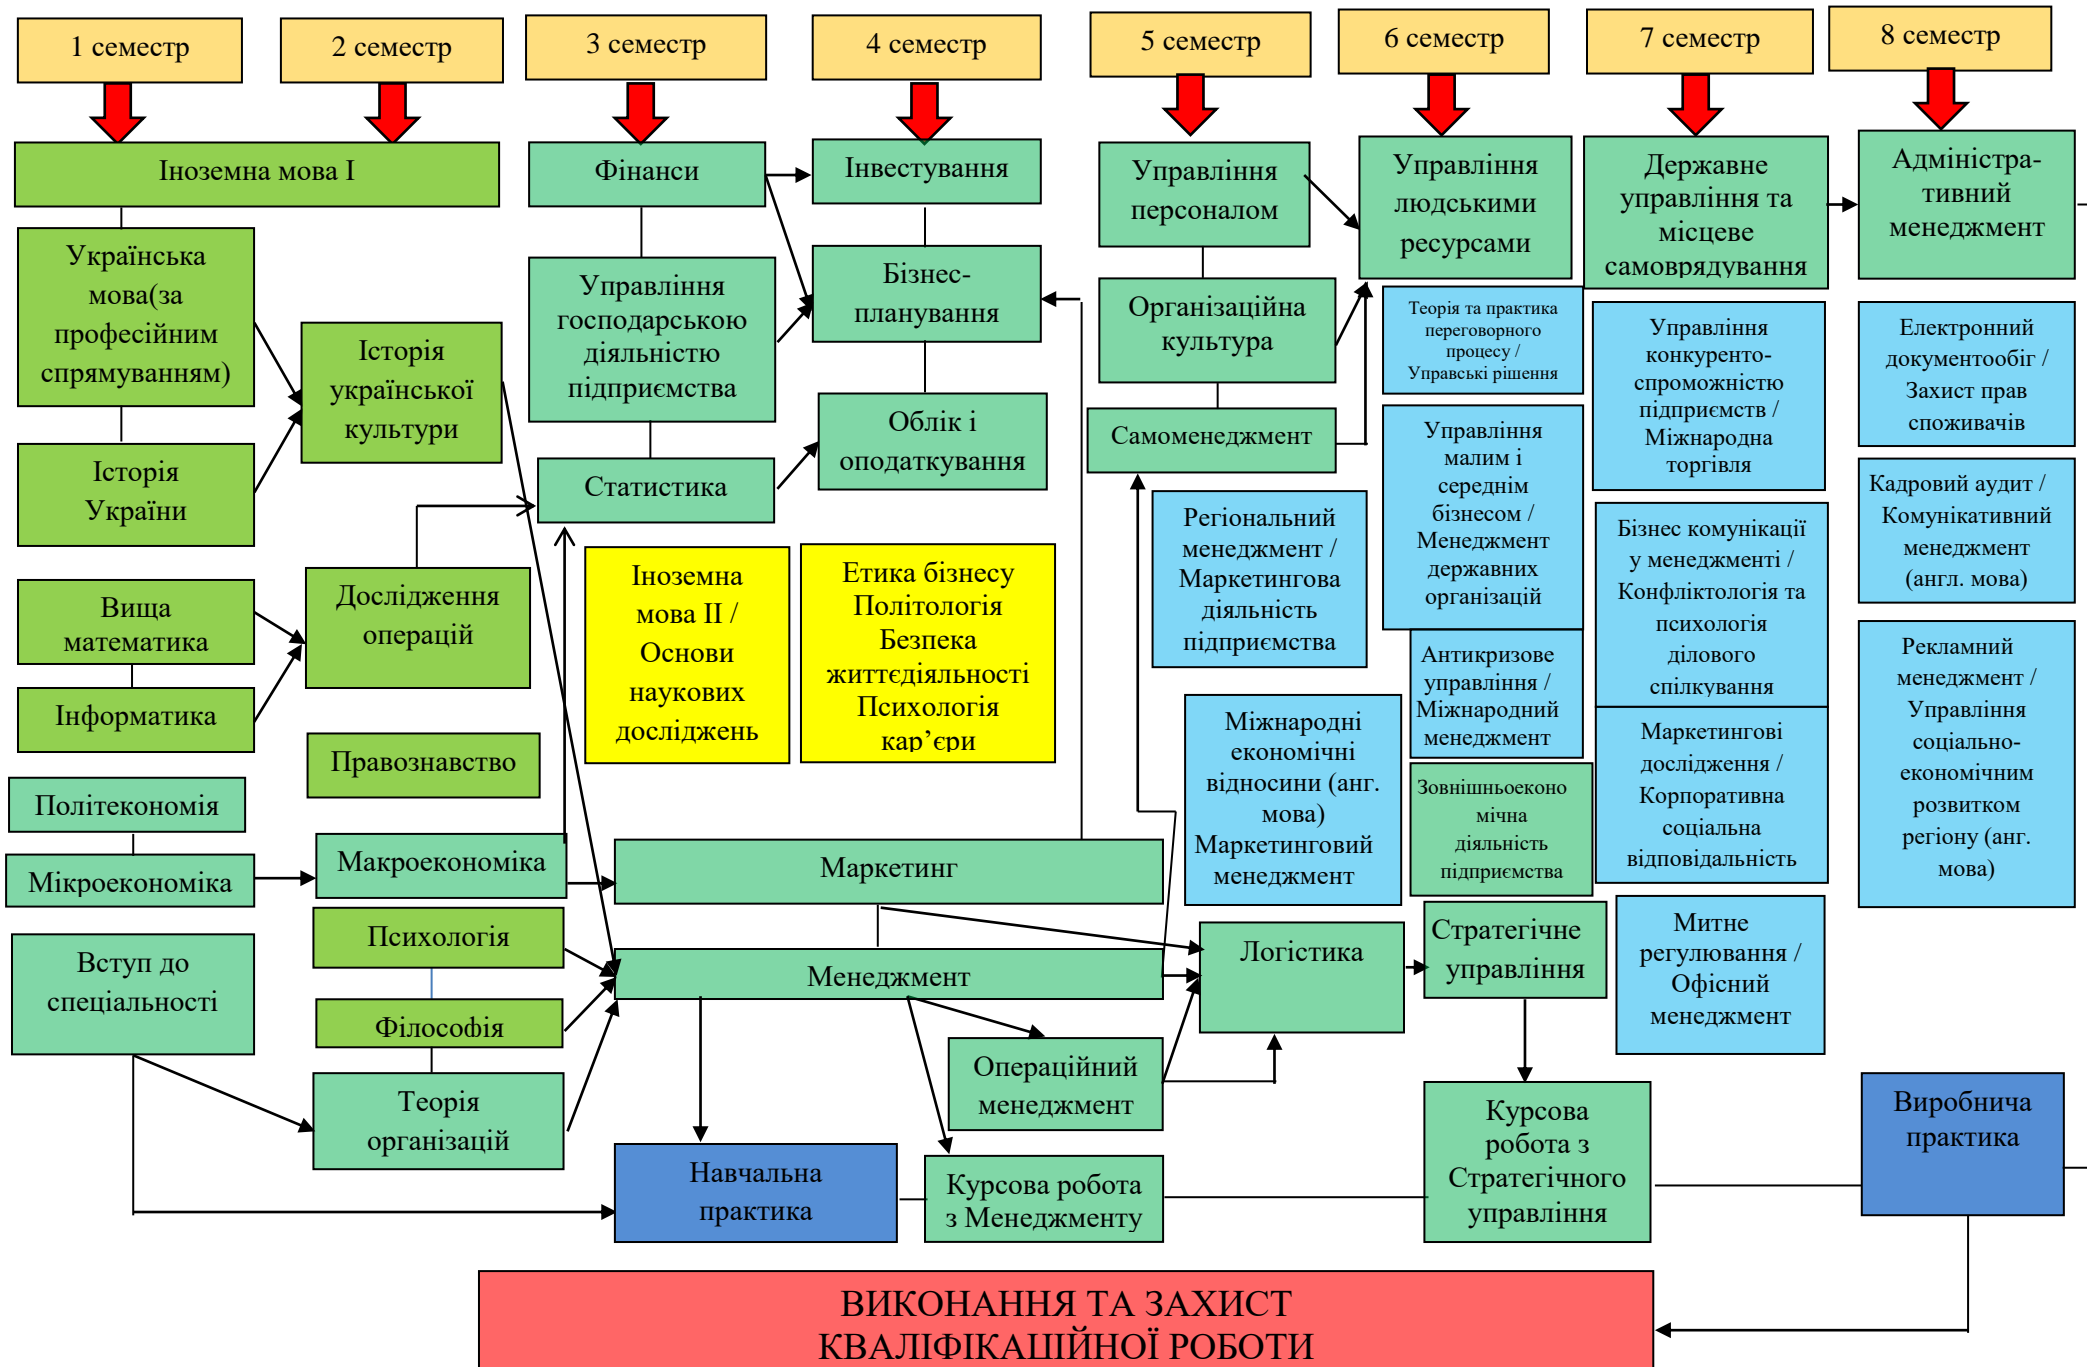 1 семестр
2 семестр
3 семестр
4 семестр
5 семестр
6 семестр
7 семестр
8 семестр
Іноземна мова І
Українська
мова(за
професійним
спрямуванням)
Історія
України
Вища
математика
Інформатика
Політекономія
Мікроекономіка
Вступ до
спеціальності
Історія
української
культури
Дослідження
операцій
Правознавство
Макроекономіка
Психологія
Філософія
Теорія
організацій
Фінанси
Управління
господарською
діяльністю
підприємства
Статистика
Іноземна
мова ІІ /
Основи
наукових
досліджень
Інвестування
Бізнес-
планування
Облік і
оподаткування
Етика бізнесу
Політологія
Безпека
життєдіяльності
Психологія
кар’єри
Маркетинг
Менеджмент
Операційний
менеджмент
Навчальна
практика
Курсова робота
з Менеджменту
Управління
персоналом
Організаційна
культура
Самоменеджмент
Регіональний
менеджмент /
Маркетингова
діяльність
підприємства
Міжнародні
економічні
відносини (анг.
мова)
Маркетинговий
менеджмент
Логістика
Управління
людськими
ресурсами
Теорія та практика
переговорного
процесу /
Управські рішення
Управління
малим і
середнім
бізнесом /
Менеджмент
державних
організацій
Антикризове
управління /
Міжнародний
менеджмент
Зовнішньоеконо
мічна
діяльність
підприємства
Стратегічне
управління
Курсова
робота з
Стратегічного
управління
Державне
управління та
місцеве
самоврядування
Управління
конкуренто-
спроможністю
підприємств /
Міжнародна
торгівля
Бізнес комунікації
у менеджменті /
Конфліктологія та
психологія
ділового
спілкування
Маркетингові
дослідження /
Корпоративна
соціальна
відповідальність
Митне
регулювання /
Офісний
менеджмент
Адміністра-
тивний
менеджмент
Електронний
документообіг /
Захист прав
споживачів
Кадровий аудит /
Комунікативний
менеджмент
(англ. мова)
Рекламний
менеджмент /
Управління
соціально-
економічним
розвитком
регіону (анг.
мова)
Виробнича
практика
ВИКОНАННЯ ТА ЗАХИСТ
КВАЛІФІКАЦІЙНОЇ РОБОТИ